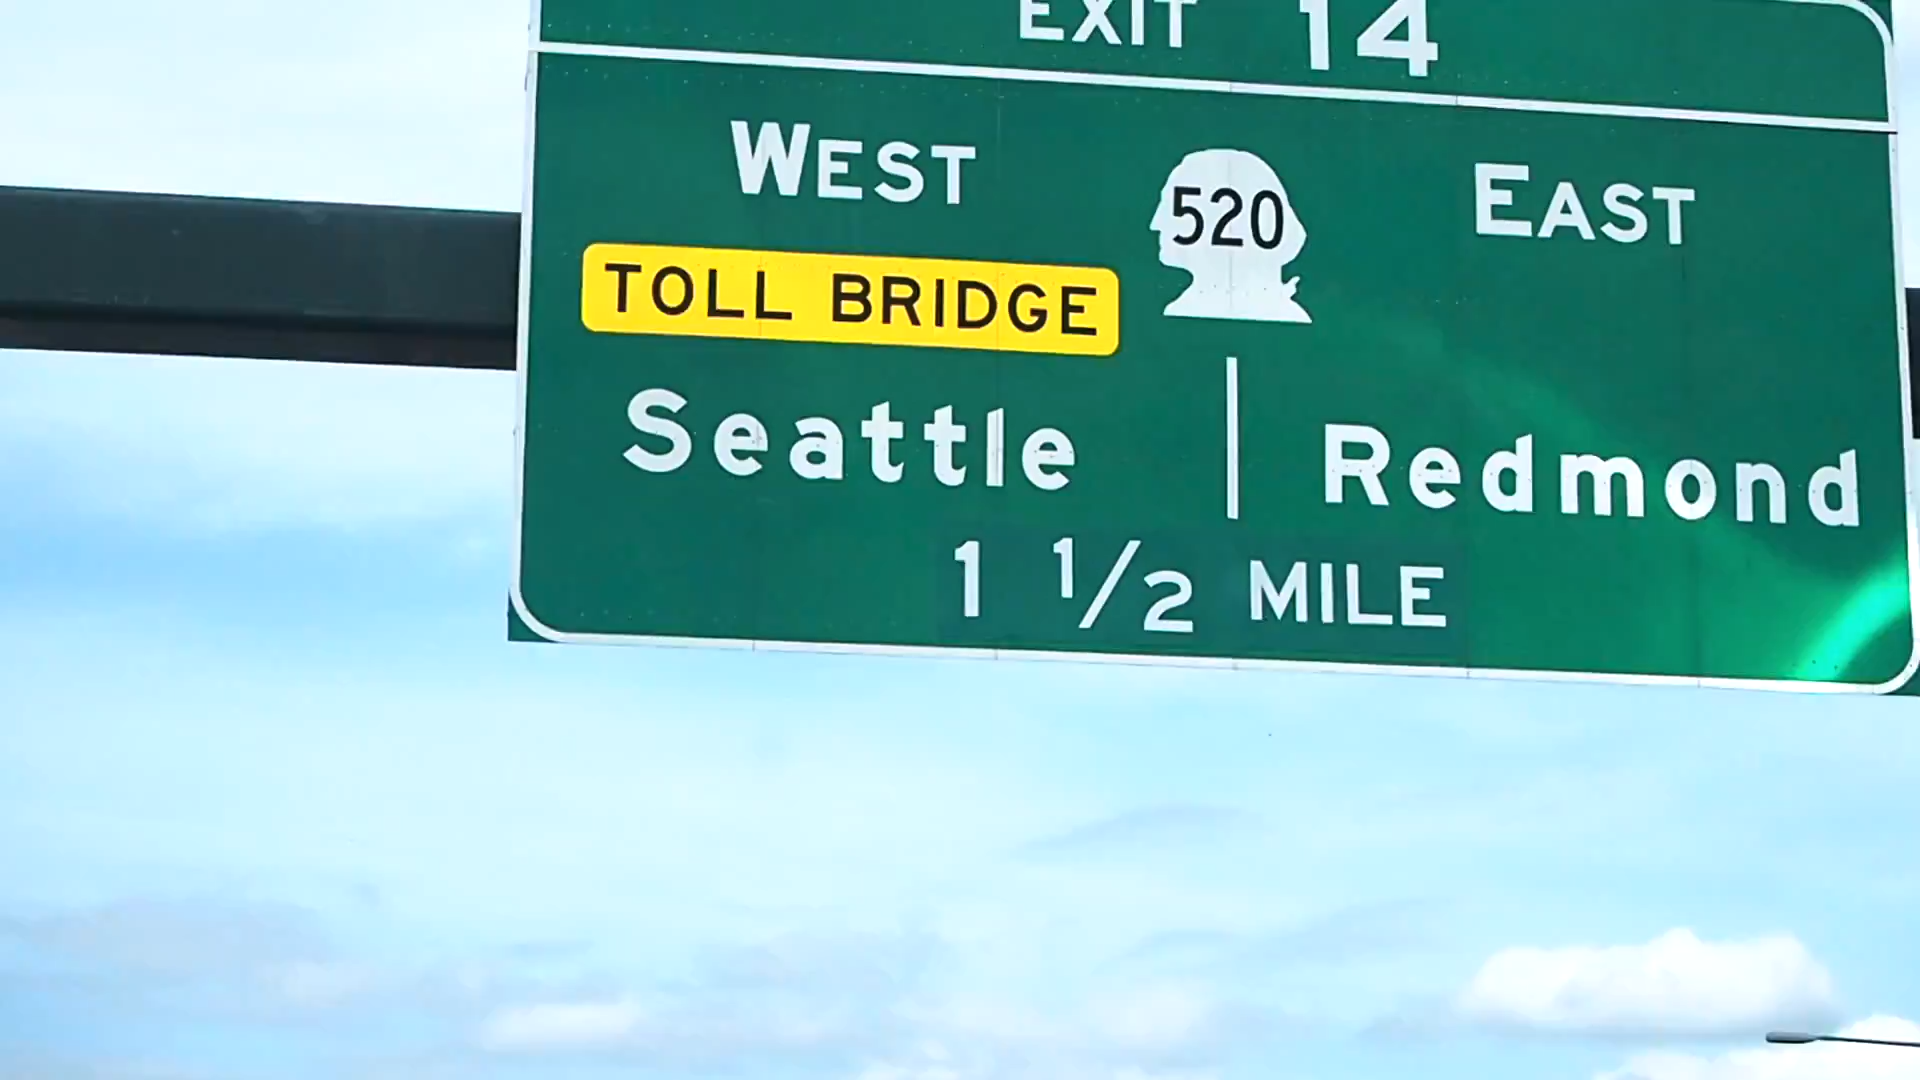 EXIT 14
WEST 520 EAST
TOLL BRIDGE
Seattle | Redmond
1 1/2 MILE